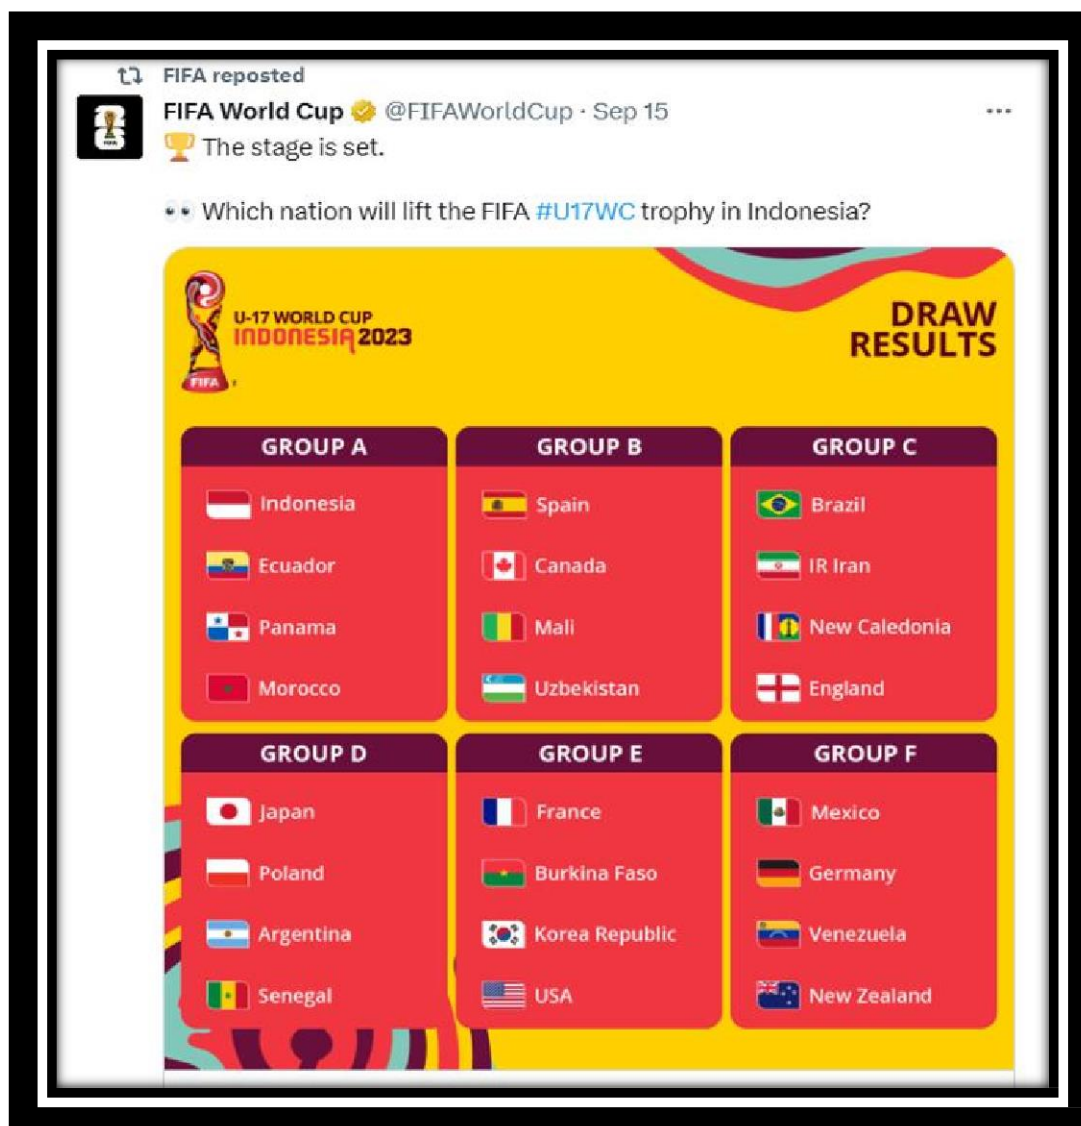 FIFA reposted
FIFA World Cup @FIFAWorldCup · Sep 15
The stage is set.
Which nation will lift the FIFA #U17WC trophy in Indonesia?
U-17 WORLD CUP
INDONESIA 2023
FIFA
DRAW
RESULTS
GROUP A
Indonesia
Ecuador
Panama
Morocco
GROUP B
Spain
Canada
Mali
Uzbekistan
GROUP C
Brazil
IR Iran
New Caledonia
England
GROUP D
Japan
Poland
Argentina
Senegal
GROUP E
France
Burkina Faso
Korea Republic
USA
GROUP F
Mexico
Germany
Venezuela
New Zealand